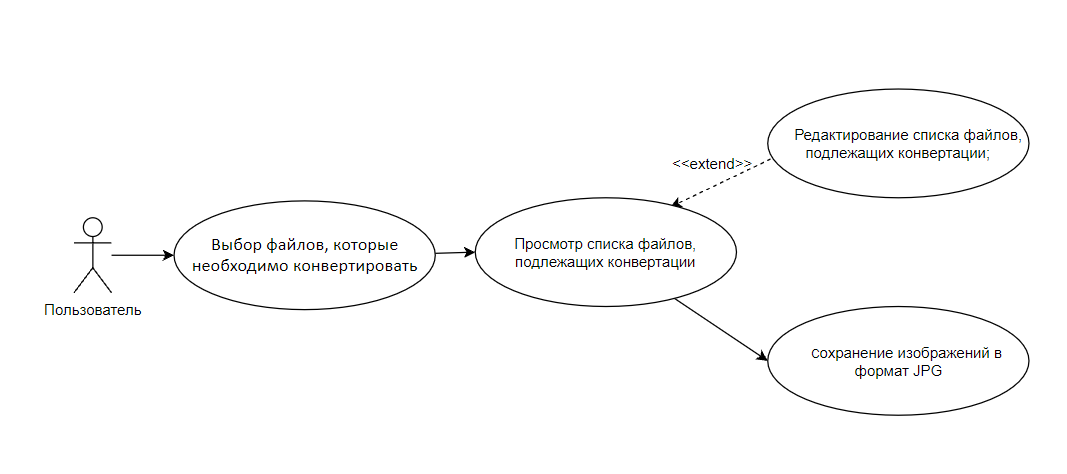 Редактирование списка файлов,
подлежащих конвертации;
<<extend>>
Выбор файлов, которые
необходимо конвертировать
Просмотр списка файлов,
подлежащих конвертации
Пользователь
сохранение изображений в
формат JPG